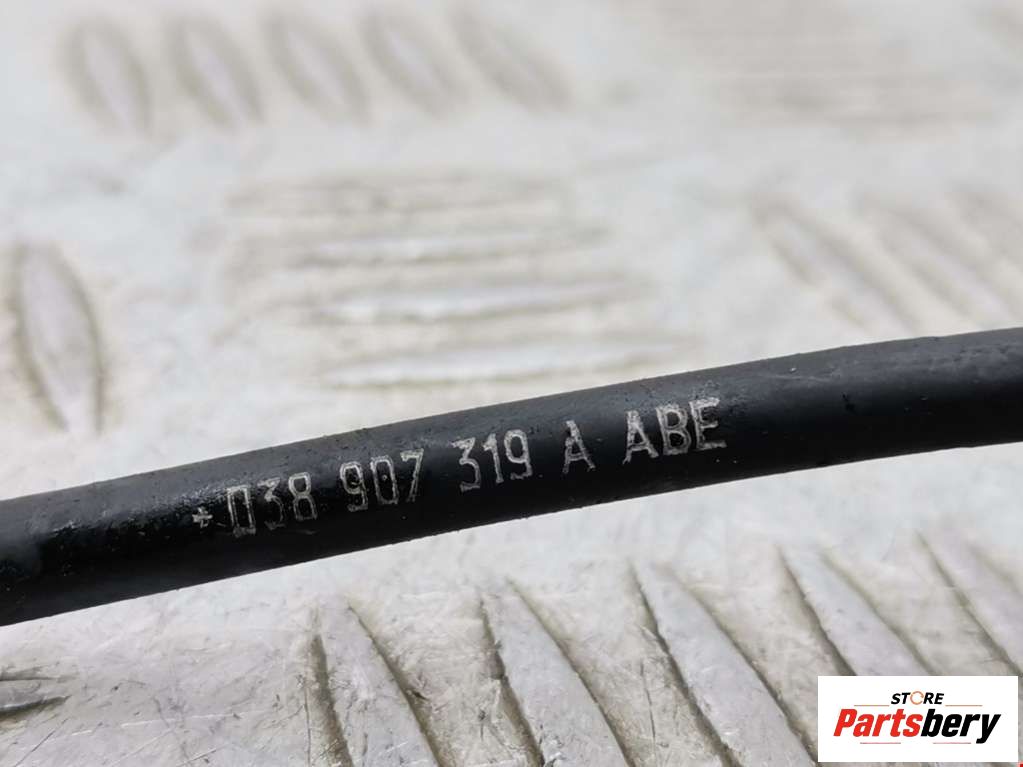 +038 907 319 A ABE
STORE
Partsbery